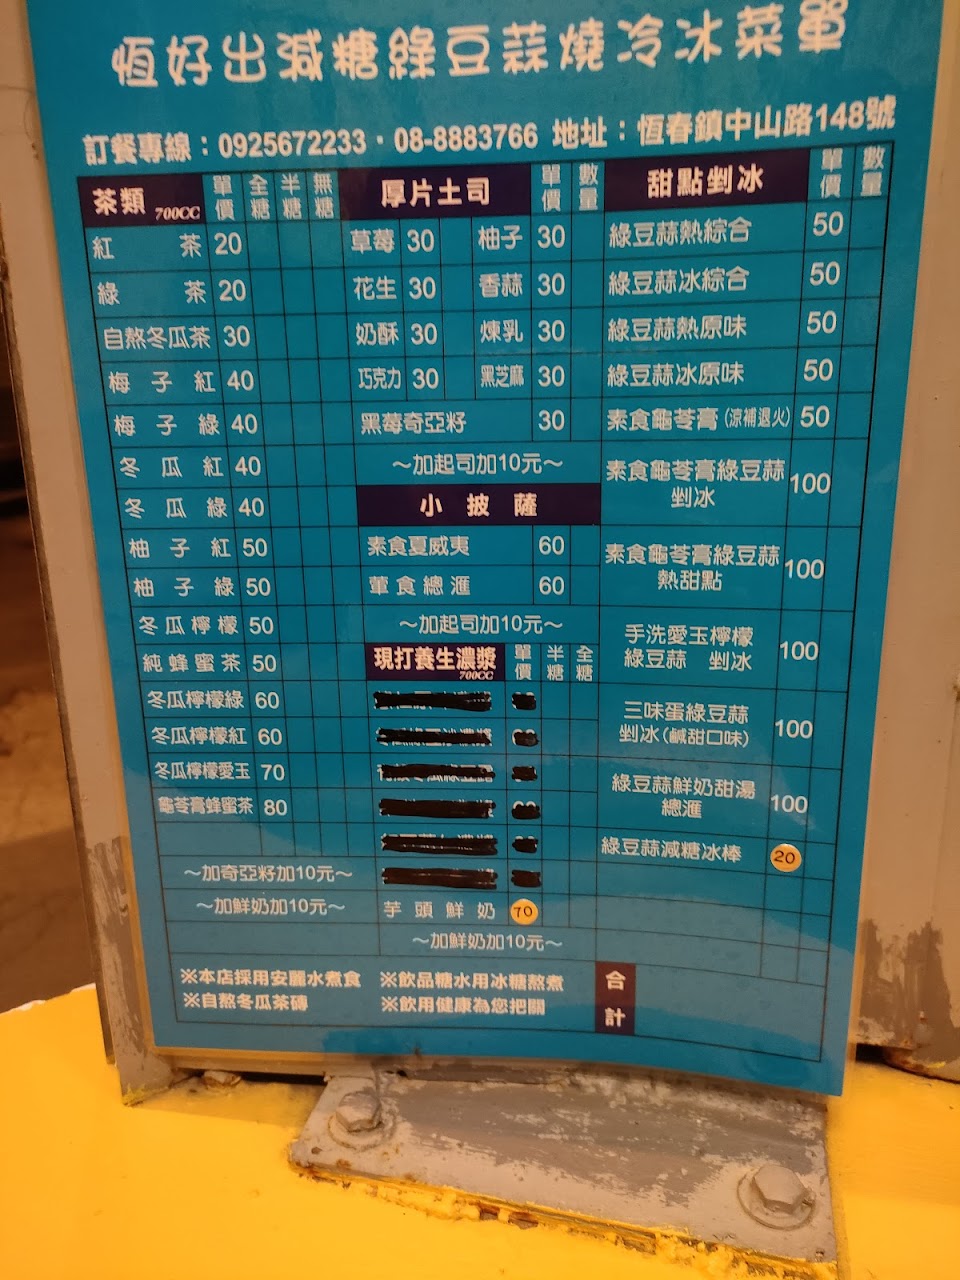 恆好出減糖綠豆蒜燒冷冰菜單
訂餐專線：0925672233・08-8883766 地址：恆春鎮中山路148號
茶類 700CC 單價 全糖 半糖 無糖
紅茶 20
綠茶 20
自熬冬瓜茶 30
梅子紅 40
梅子綠 40
冬瓜紅 40
冬瓜綠 40
柚子紅 50
柚子綠 50
冬瓜檸檬 50
純蜂蜜茶 50
冬瓜檸檬綠 60
冬瓜檸檬紅 60
冬瓜檸檬愛玉 70
龜苓膏蜂蜜茶 80
～加奇亞籽加10元～
～加鮮奶加10元～
厚片土司 單價 數量
草莓 30 柚子 30
花生 30 香蒜 30
奶酥 30 煉乳 30
巧克力 30 黑芝麻 30
黑莓奇亞籽 30
～加起司加10元～
小披薩
素食夏威夷 60
葷食總滙 60
～加起司加10元～
現打養生濃漿 700CC 單價 半糖 全糖
芋頭鮮奶 70
～加鮮奶加10元～
甜點剉冰 單價 數量
綠豆蒜熱綜合 50
綠豆蒜冰綜合 50
綠豆蒜熱原味 50
綠豆蒜冰原味 50
素食龜苓膏(涼補退火) 50
素食龜苓膏綠豆蒜
剉冰 100
素食龜苓膏綠豆蒜
熱甜點 100
手洗愛玉檸檬
綠豆蒜 剉冰 100
三味蛋綠豆蒜
剉冰(鹹甜口味) 100
綠豆蒜鮮奶甜湯
總滙 100
綠豆蒜減糖冰棒 20
※本店採用安麗水煮食 ※飲品糖水用冰糖熬煮
※自熬冬瓜茶磚 ※飲用健康為您把關
合計